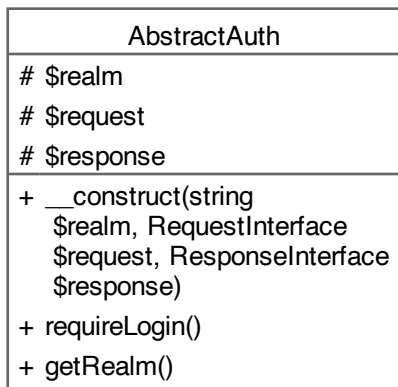 AbstractAuth
# $realm
# $request
# $response
+ __construct(string
$realm, RequestInterface
$request, ResponseInterface
$response)
+ requireLogin()
+ getRealm()